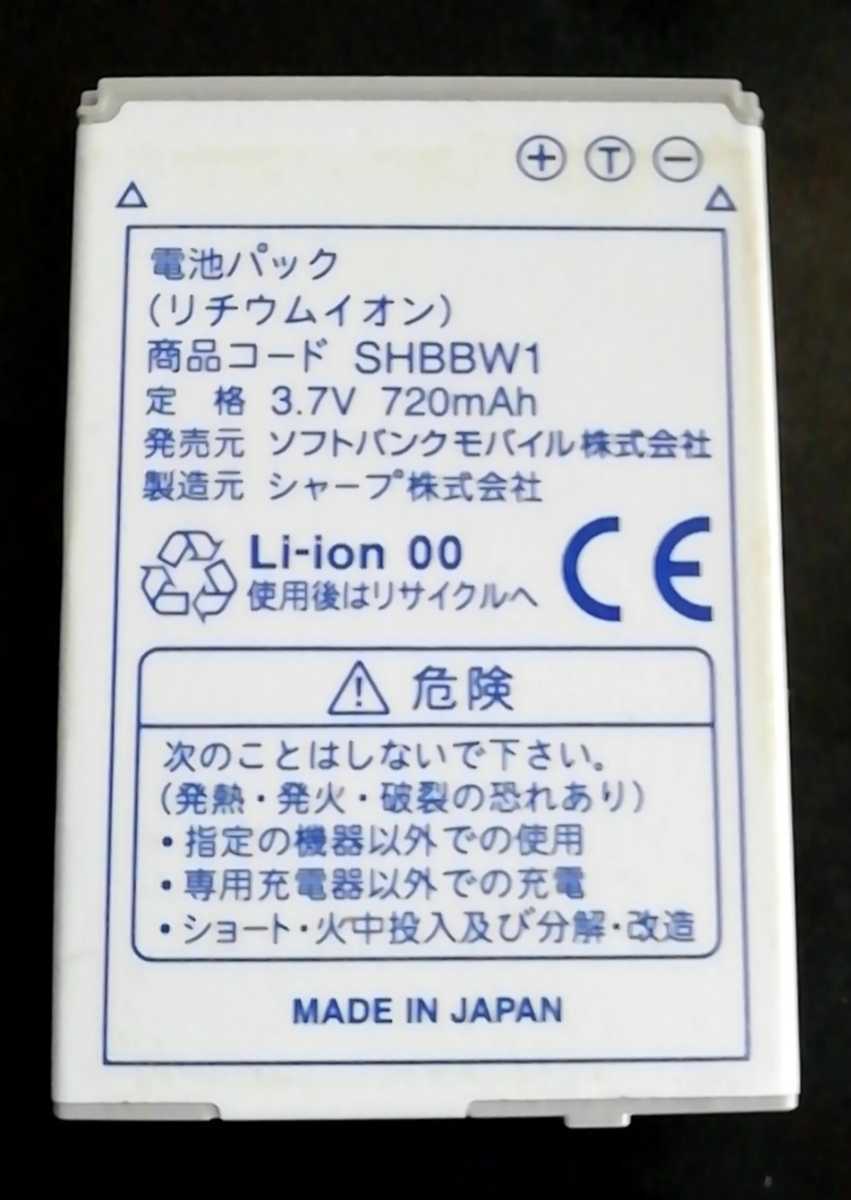 + T −
電池パック
(リチウムイオン)
商品コード SHBBW1
定 格 3.7V 720mAh
発売元 ソフトバンクモバイル株式会社
製造元 シャープ株式会社
Li-ion 00
使用後はリサイクルへ
CE
危険
次のことはしないで下さい。
(発熱・発火・破裂の恐れあり)
・指定の機器以外での使用
・専用充電器以外での充電
・ショート・火中投入及び分解・改造
MADE IN JAPAN